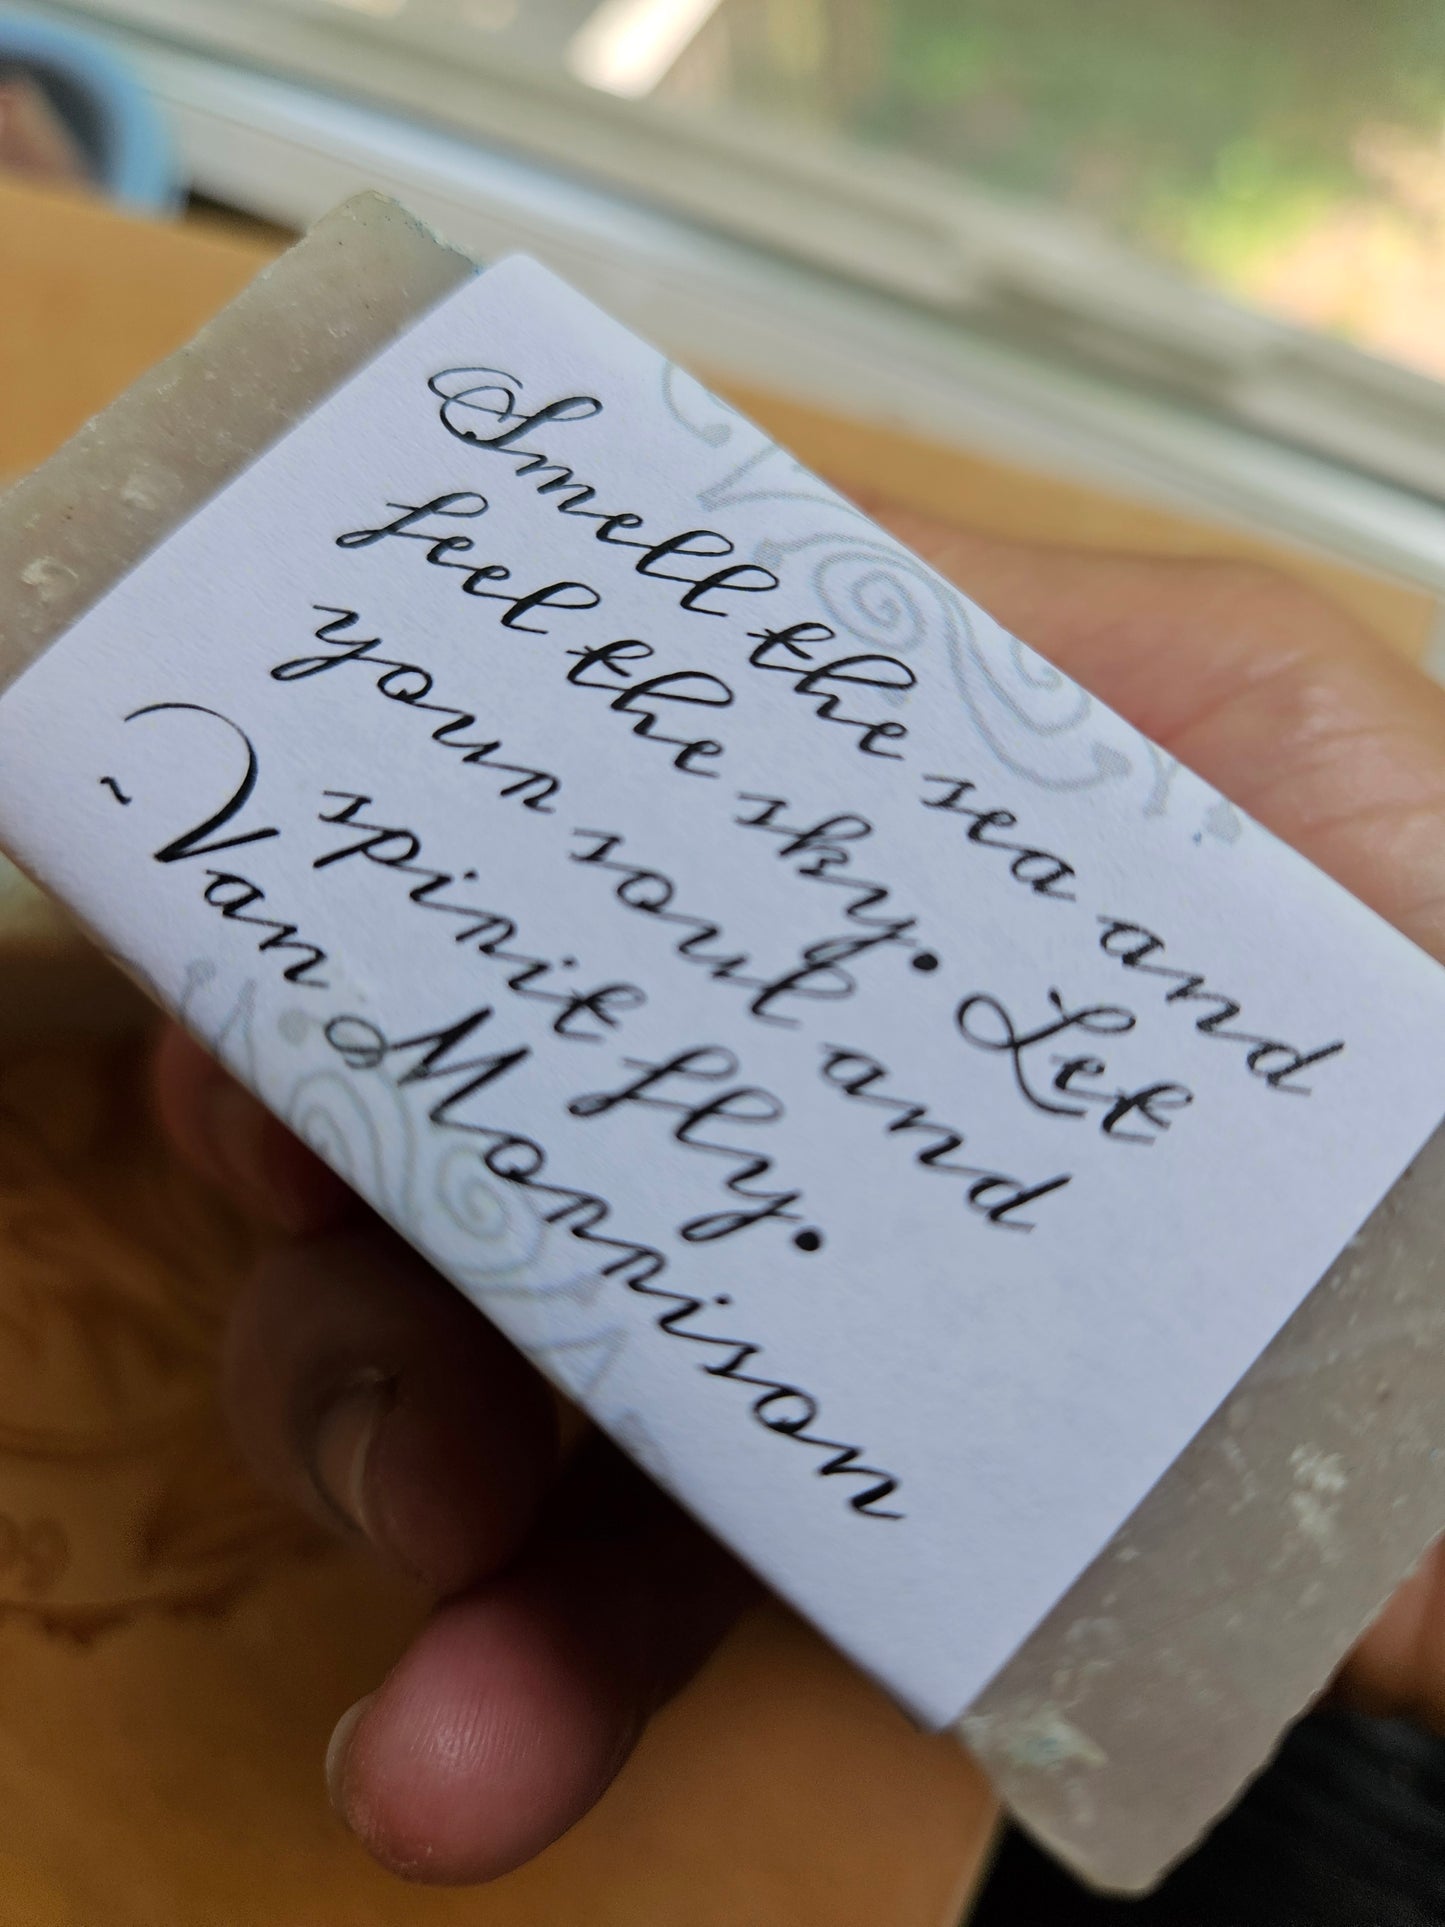 Smell the sea and
feel the sky. Let
your soul and
spirit fly.
~Van Morrison